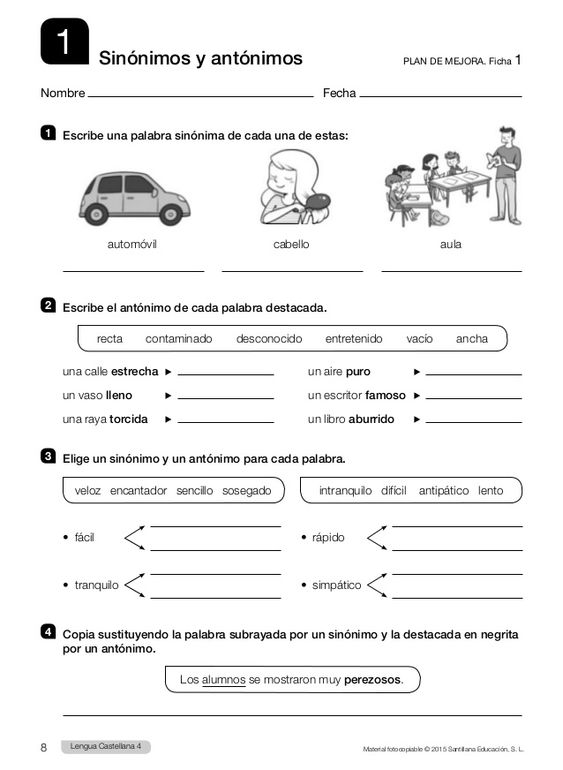 1
Sinónimos y antónimos
PLAN DE MEJORA. Ficha 1
Nombre
Fecha
1 Escribe una palabra sinónima de cada una de estas:
automóvil cabello aula
2 Escribe el antónimo de cada palabra destacada.
recta contaminado desconocido entretenido vacío ancha
una calle estrecha
un aire puro
un vaso lleno
un escritor famoso
una raya torcida
un libro aburrido
3 Elige un sinónimo y un antónimo para cada palabra.
veloz encantador sencillo sosegado
intranquilo difícil antipático lento
• fácil
• rápido
• tranquilo
• simpático
4 Copia sustituyendo la palabra subrayada por un sinónimo y la destacada en negrita
por un antónimo.
Los alumnos se mostraron muy perezosos.
8
Lengua Castellana 4
Material fotocopiable © 2015 Santillana Educación, S. L.